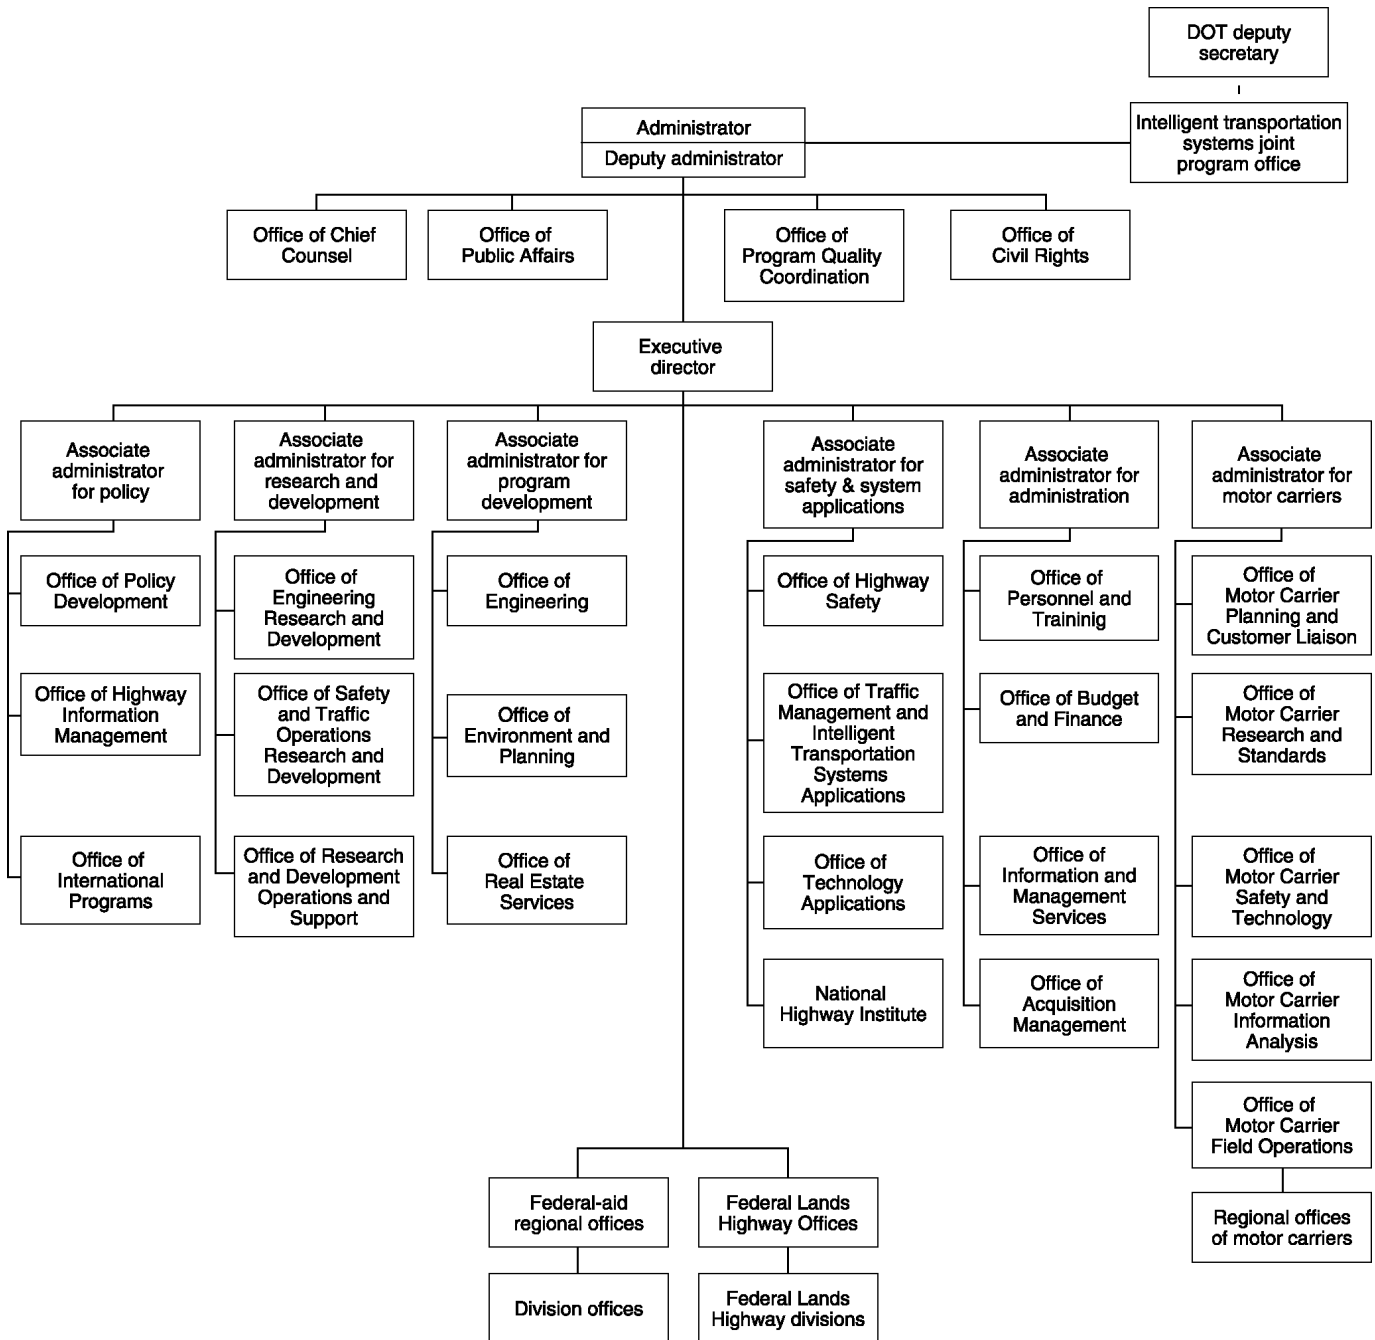 DOT deputy
secretary
Administrator
Deputy administrator
Intelligent transportation
systems joint
program office
Office of Chief
Counsel
Office of
Public Affairs
Office of
Program Quality
Coordination
Office of
Civil Rights
Executive
director
Associate
administrator
for policy
Associate
administrator for
research and
development
Associate
administrator for
program
development
Associate
administrator for
safety & system
applications
Associate
administrator for
administration
Associate
administrator for
motor carriers
Office of Policy
Development
Office of
Engineering
Research and
Development
Office of
Engineering
Office of Highway
Safety
Office of
Personnel and
Traininig
Office of
Motor Carrier
Planning and
Customer Liaison
Office of Highway
Information
Management
Office of Safety
and Traffic
Operations
Research and
Development
Office of
Environment and
Planning
Office of Traffic
Management and
Intelligent
Transportation
Systems
Applications
Office of Budget
and Finance
Office of
Motor Carrier
Research and
Standards
Office of
International
Programs
Office of Research
and Development
Operations and
Support
Office of
Real Estate
Services
Office of
Technology
Applications
Office of
Information and
Management
Services
Office of
Motor Carrier
Safety and
Technology
National
Highway Institute
Office of
Acquisition
Management
Office of
Motor Carrier
Information
Analysis
Office of
Motor Carrier
Field Operations
Federal-aid
regional offices
Federal Lands
Highway Offices
Regional offices
of motor carriers
Division offices
Federal Lands
Highway divisions